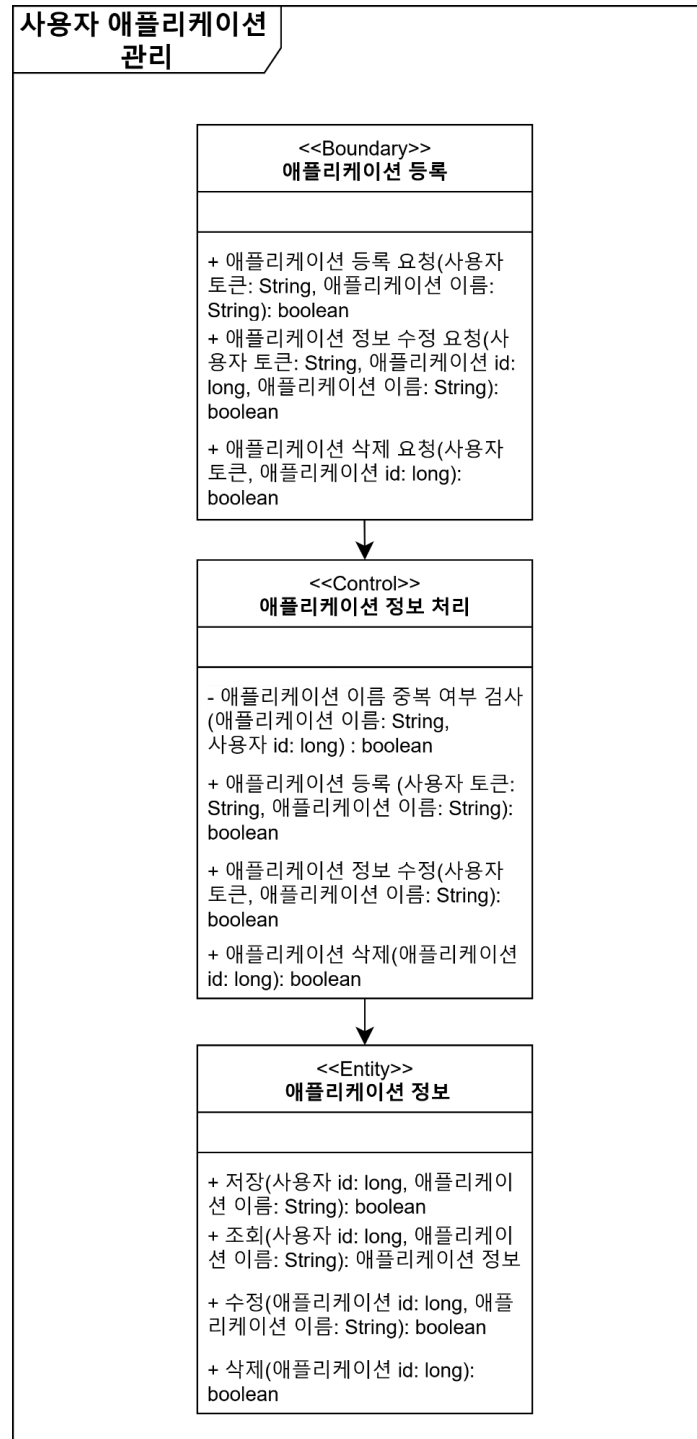 사용자 애플리케이션
관리
<<Boundary>>
애플리케이션 등록
+ 애플리케이션 등록 요청(사용자
토큰: String, 애플리케이션 이름:
String): boolean
+ 애플리케이션 정보 수정 요청(사
용자 토큰: String, 애플리케이션 id:
long, 애플리케이션 이름: String):
boolean
+ 애플리케이션 삭제 요청(사용자
토큰, 애플리케이션 id: long):
boolean
<<Control>>
애플리케이션 정보 처리
- 애플리케이션 이름 중복 여부 검사
(애플리케이션 이름: String,
사용자 id: long) : boolean
+ 애플리케이션 등록 (사용자 토큰:
String, 애플리케이션 이름: String):
boolean
+ 애플리케이션 정보 수정(사용자
토큰, 애플리케이션 이름: String):
boolean
+ 애플리케이션 삭제(애플리케이션
id: long): boolean
<<Entity>>
애플리케이션 정보
+ 저장(사용자 id: long, 애플리케이
션 이름: String): boolean
+ 조회(사용자 id: long, 애플리케이
션 이름: String): 애플리케이션 정보
+ 수정(애플리케이션 id: long, 애플
리케이션 이름: String): boolean
+ 삭제(애플리케이션 id: long):
boolean